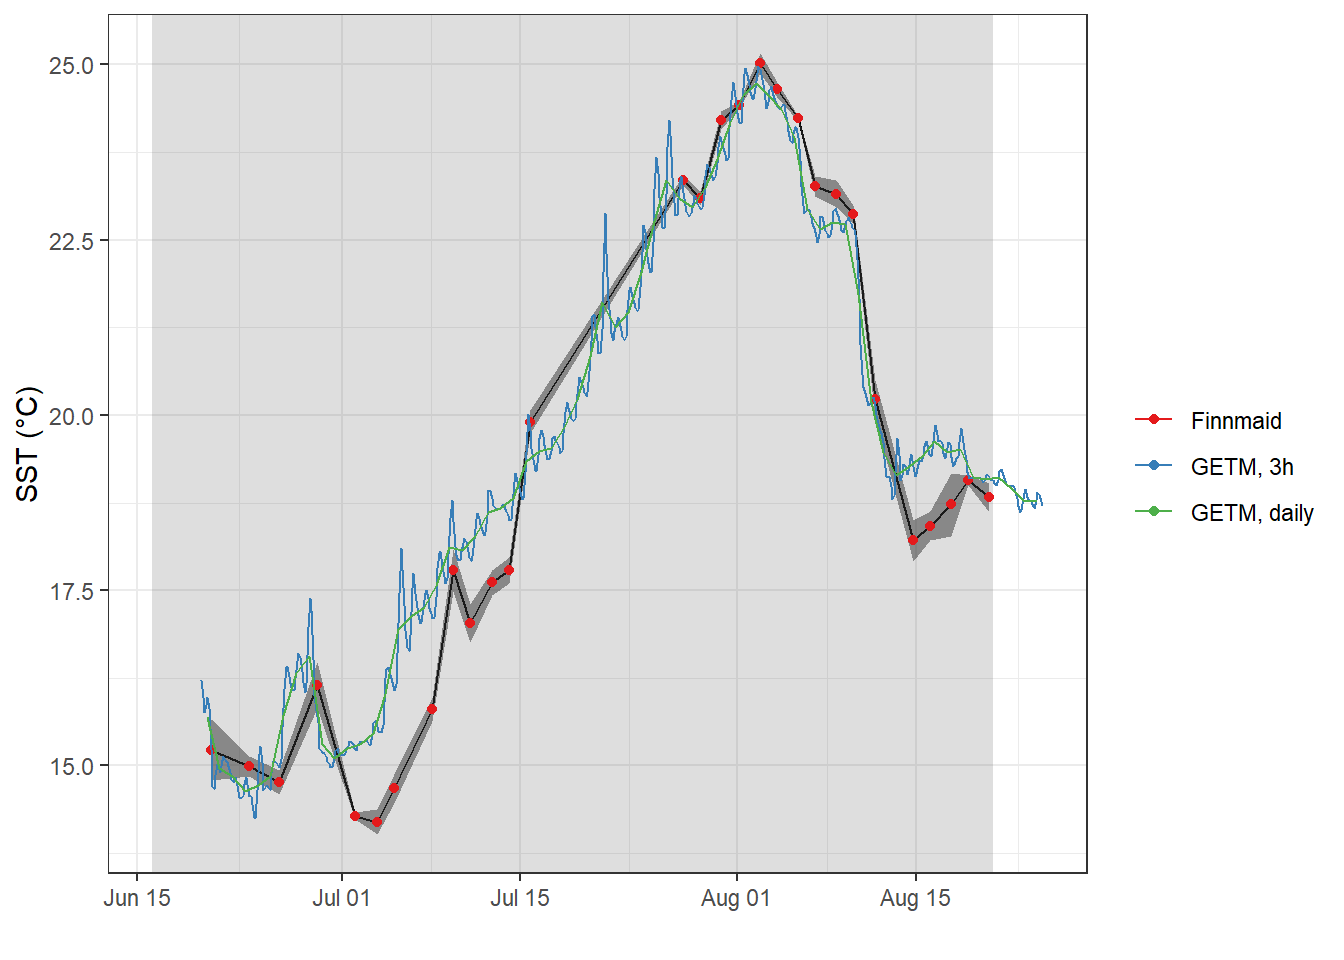 SST (°C)
25.0
22.5
20.0
17.5
15.0
Jun 15
Jul 01
Jul 15
Aug 01
Aug 15
Finnmaid
GETM, 3h
GETM, daily